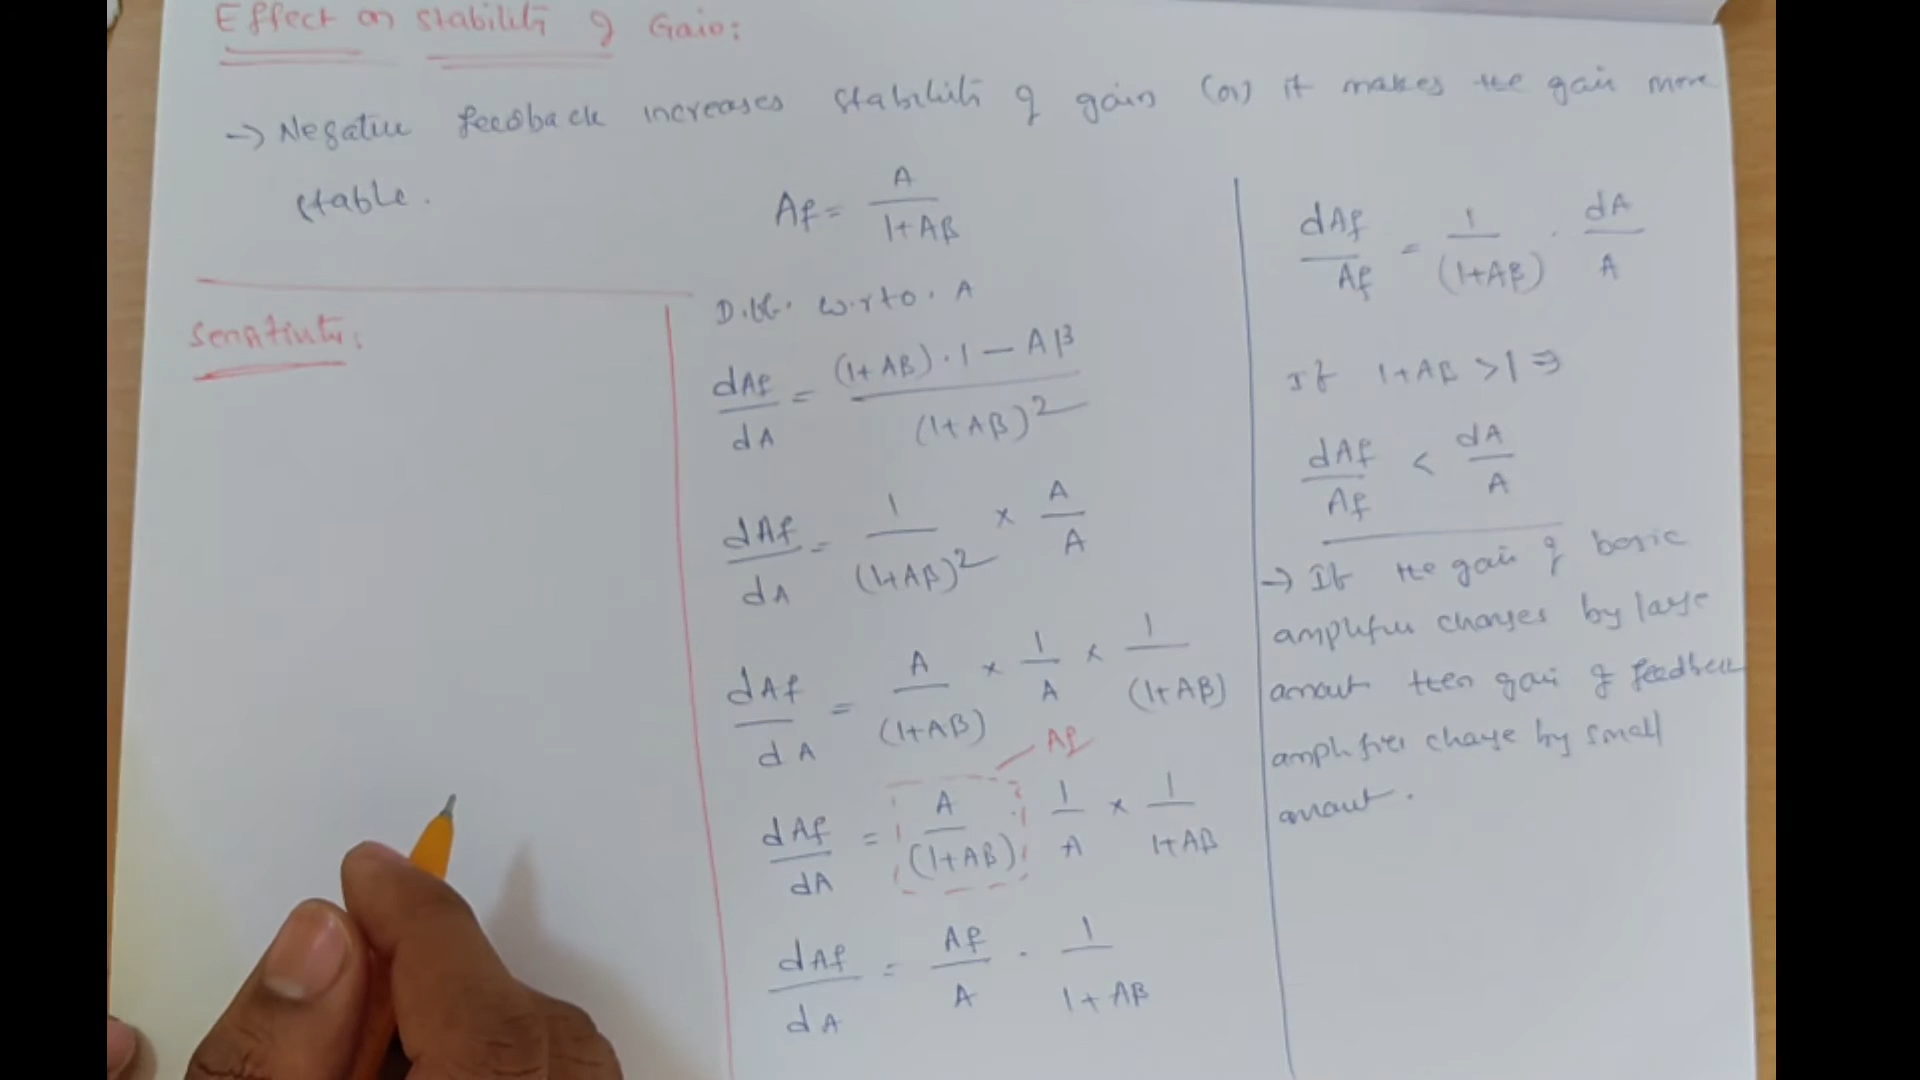 Effect on stability of Gain:
→ Negative feedback increases stability of gain (or) it makes the gain more
stable.
Af = A / (1+Aβ)
Diff. w.r.to. A
dAf/dA = ((1+Aβ).1 − Aβ) / (1+Aβ)²
dAf/dA = 1/(1+Aβ)² × A/A
dAf/dA = A/(1+Aβ) × 1/A × 1/(1+Aβ)
Af
dAf/dA = A/(1+Aβ) 1/A × 1/1+Aβ
dAf/dA = Af/A . 1/1+Aβ
dAf/Af = 1/(1+Aβ) . dA/A
If 1+Aβ >1 ⇒
dAf/Af < dA/A
→ If the gain of basic
amplifier changes by large
amount then gain of feedback
amplifier change by small
amount.
Sensitivity: